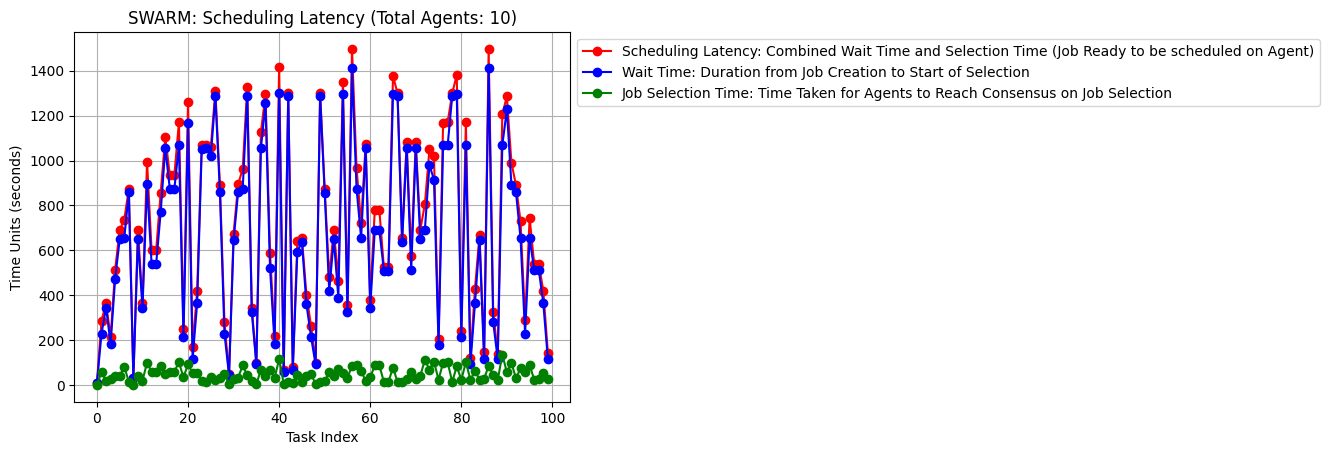 SWARM: Scheduling Latency (Total Agents: 10)
Scheduling Latency: Combined Wait Time and Selection Time (Job Ready to be scheduled on Agent)
Wait Time: Duration from Job Creation to Start of Selection
Job Selection Time: Time Taken for Agents to Reach Consensus on Job Selection
Time Units (seconds)
1400
1200
1000
800
600
400
200
0
0 20 40 60 80 100
Task Index